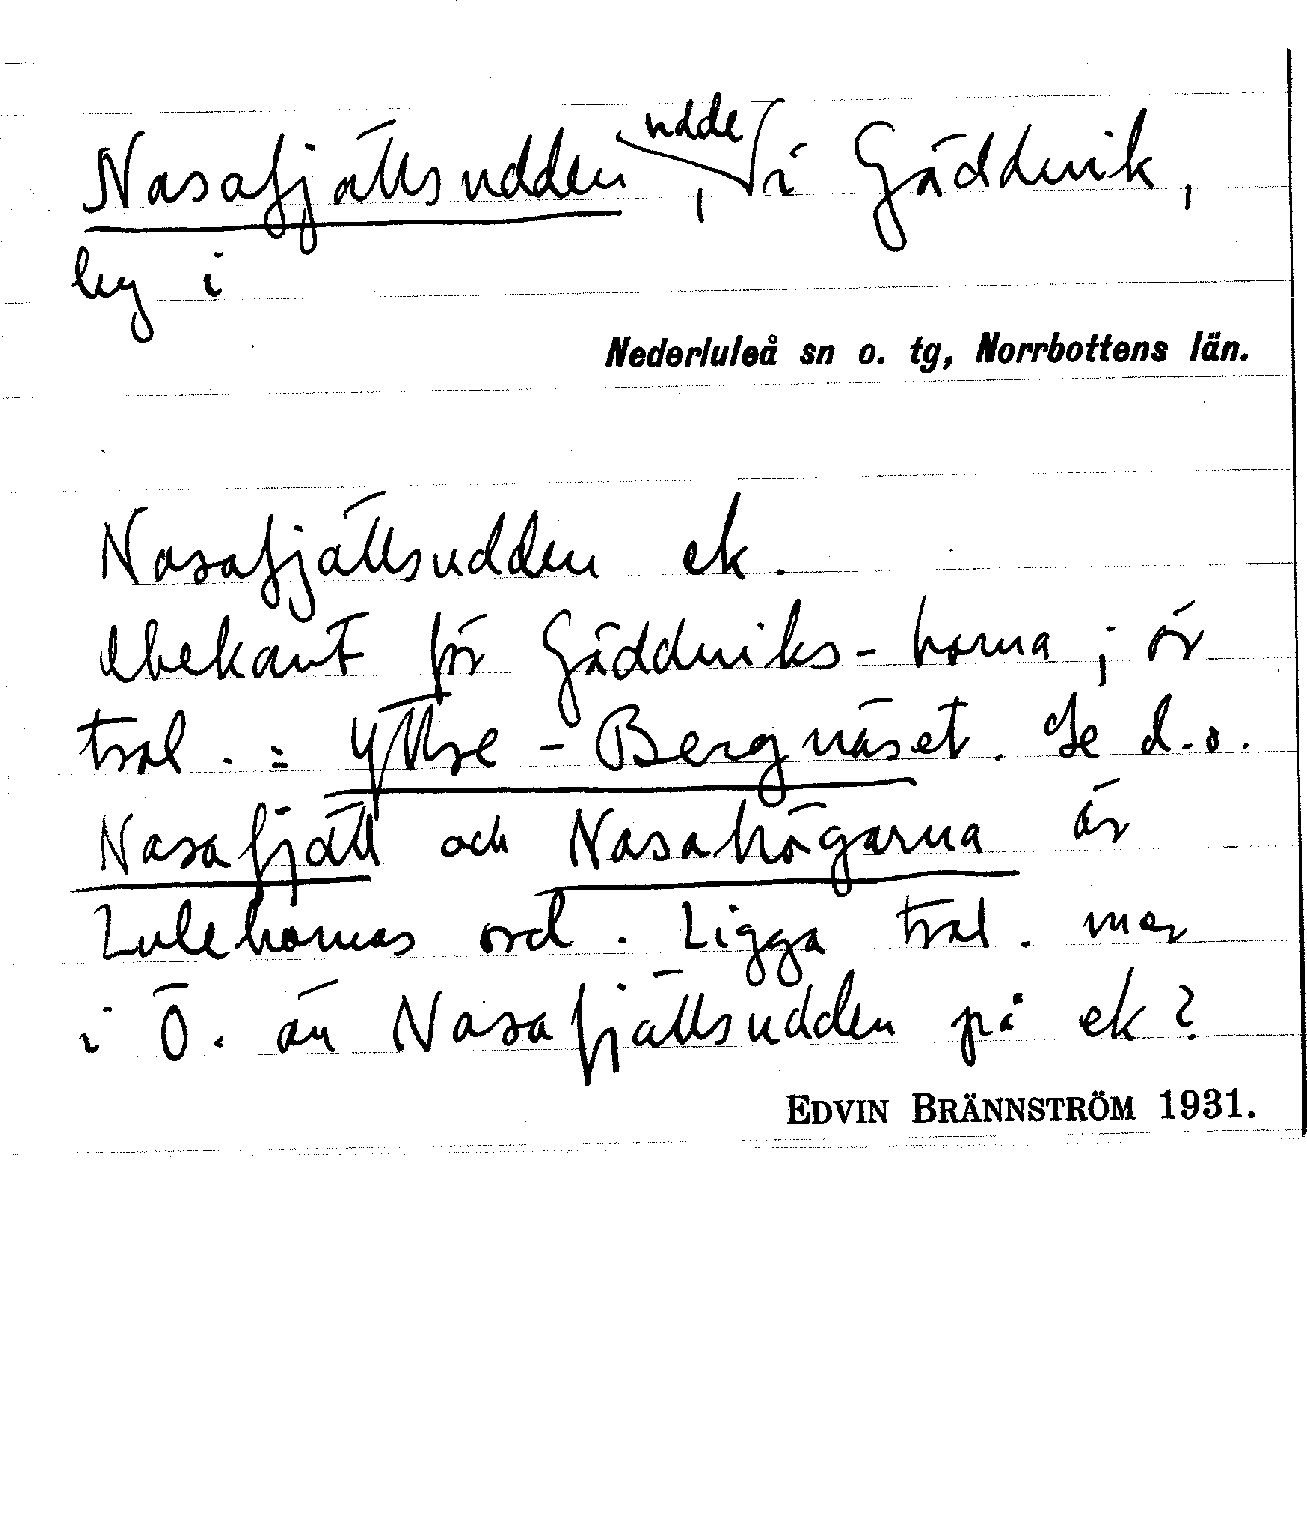 Nasafjällsudden, udde i Gäddvik,
by i
Nederluleå sn o. tg, Norrbottens län.
Nasafjällsudden ek.
Obekant för Gäddviks-borna; är
trol. = Yttre-Bergnäset. Se d.o.
Nasafjäll och Nasahögarna är
Lulebornas ord. Ligga trol. mer
i Ö. än Nasafjällsudden på ek?
EDVIN BRÄNNSTRÖM 1931.